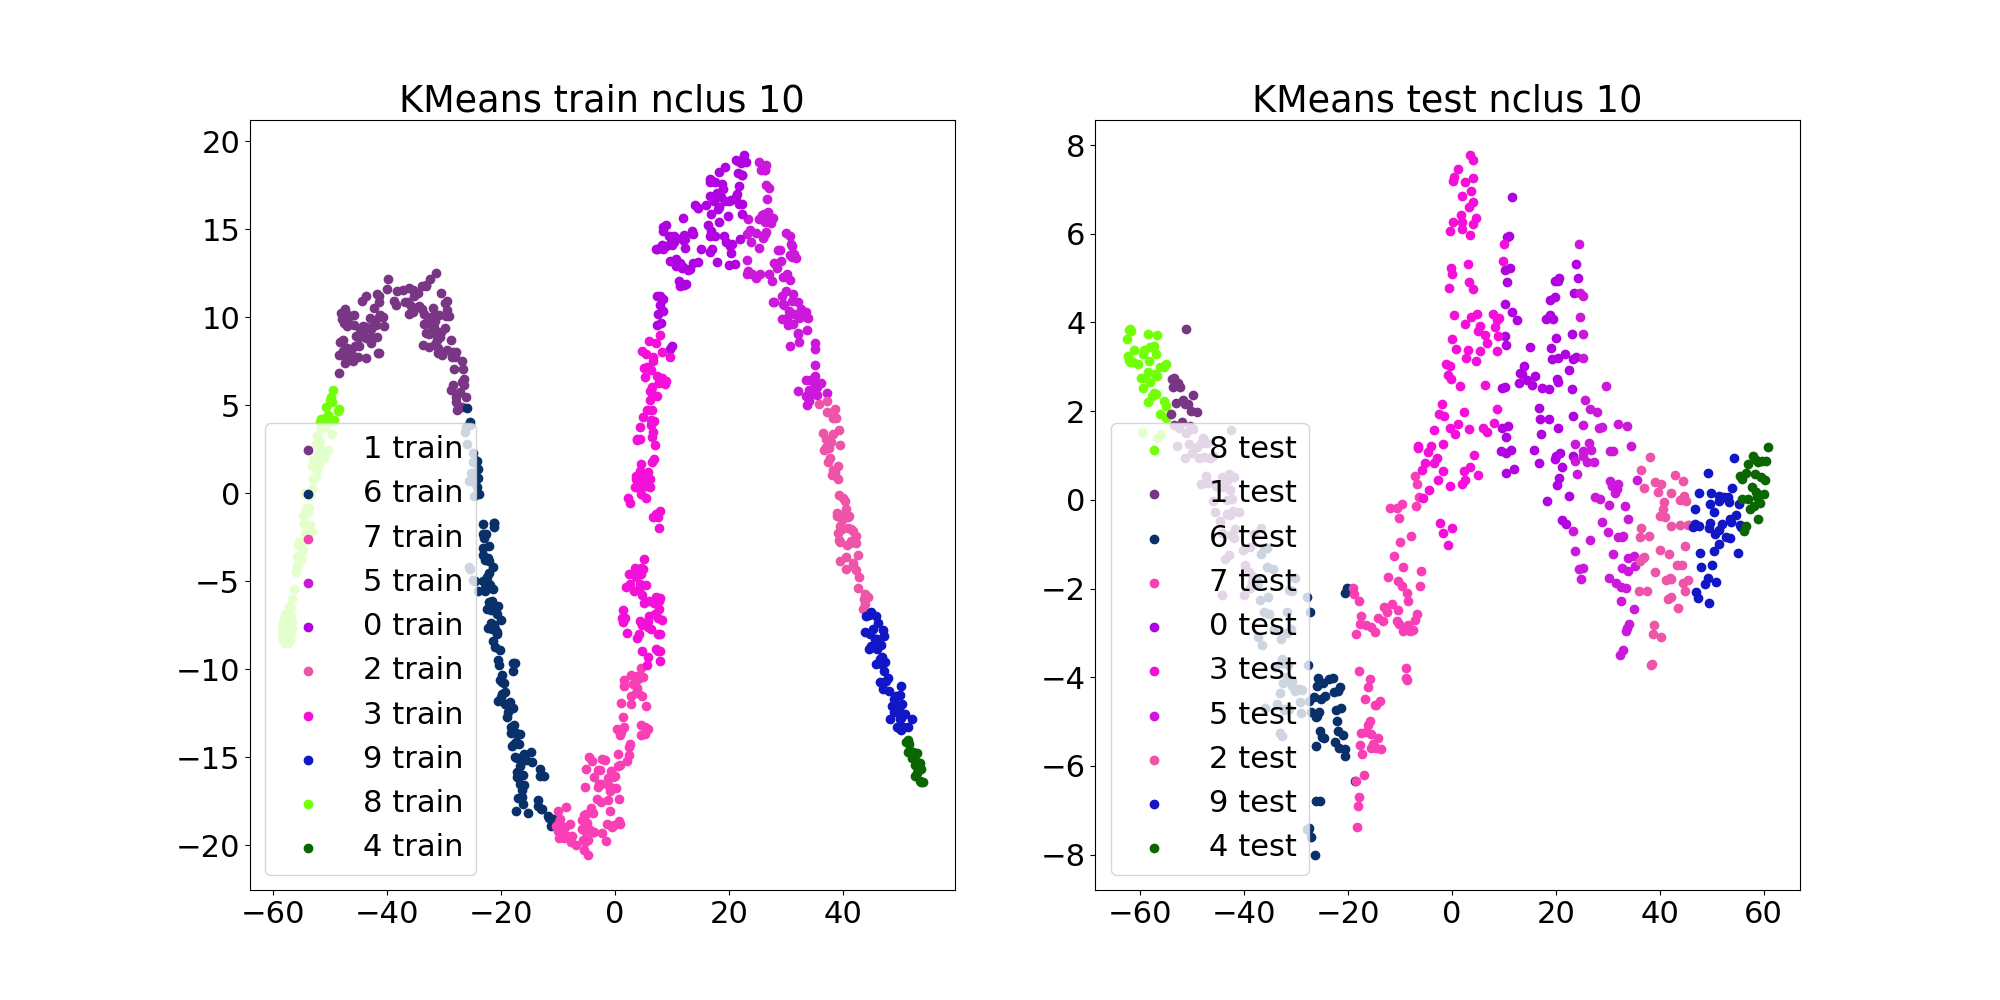 KMeans train nclus 10
20
15
10
5
0
−5
−10
−15
−20
−60 −40 −20 0 20 40
1 train
6 train
7 train
5 train
0 train
2 train
3 train
9 train
8 train
4 train
KMeans test nclus 10
8
6
4
2
0
−2
−4
−6
−8
−60 −40 −20 0 20 40 60
8 test
1 test
6 test
7 test
0 test
3 test
5 test
2 test
9 test
4 test